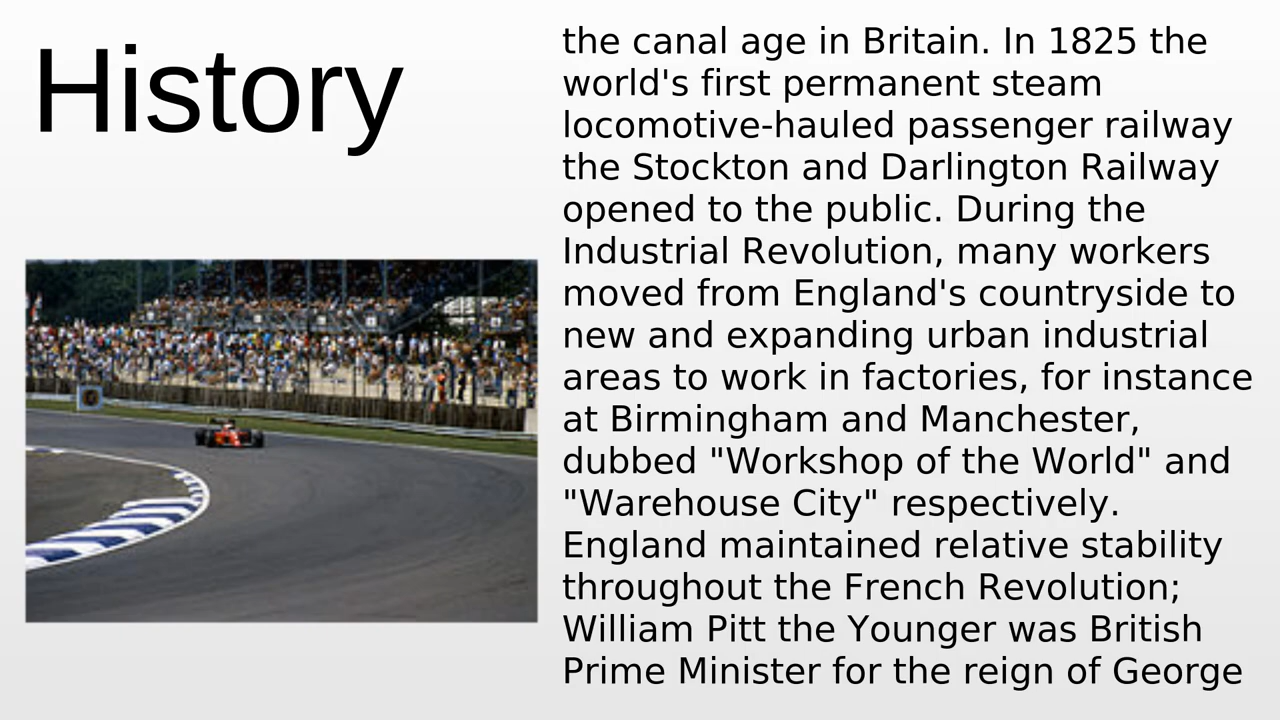 History
the canal age in Britain. In 1825 the
world's first permanent steam
locomotive-hauled passenger railway
the Stockton and Darlington Railway
opened to the public. During the
Industrial Revolution, many workers
moved from England's countryside to
new and expanding urban industrial
areas to work in factories, for instance
at Birmingham and Manchester,
dubbed "Workshop of the World" and
"Warehouse City" respectively.
England maintained relative stability
throughout the French Revolution;
William Pitt the Younger was British
Prime Minister for the reign of George